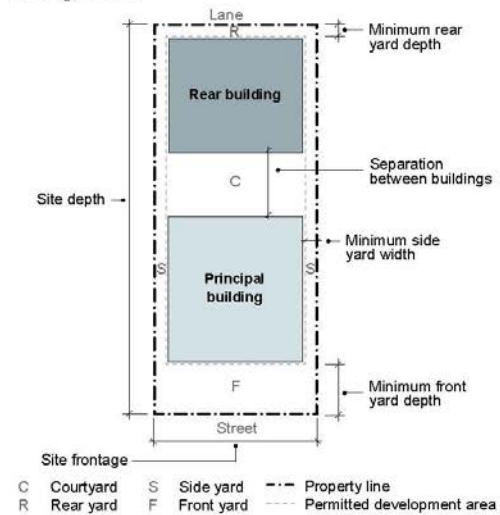 Lane
R
Minimum rear
yard depth
Rear building
Separation
between buildings
C
Site depth
Minimum side
yard width
S
S
Principal
building
F
Minimum front
yard depth
Street
Site frontage
C Courtyard S Side yard Property line
R Rear yard F Front yard Permitted development area